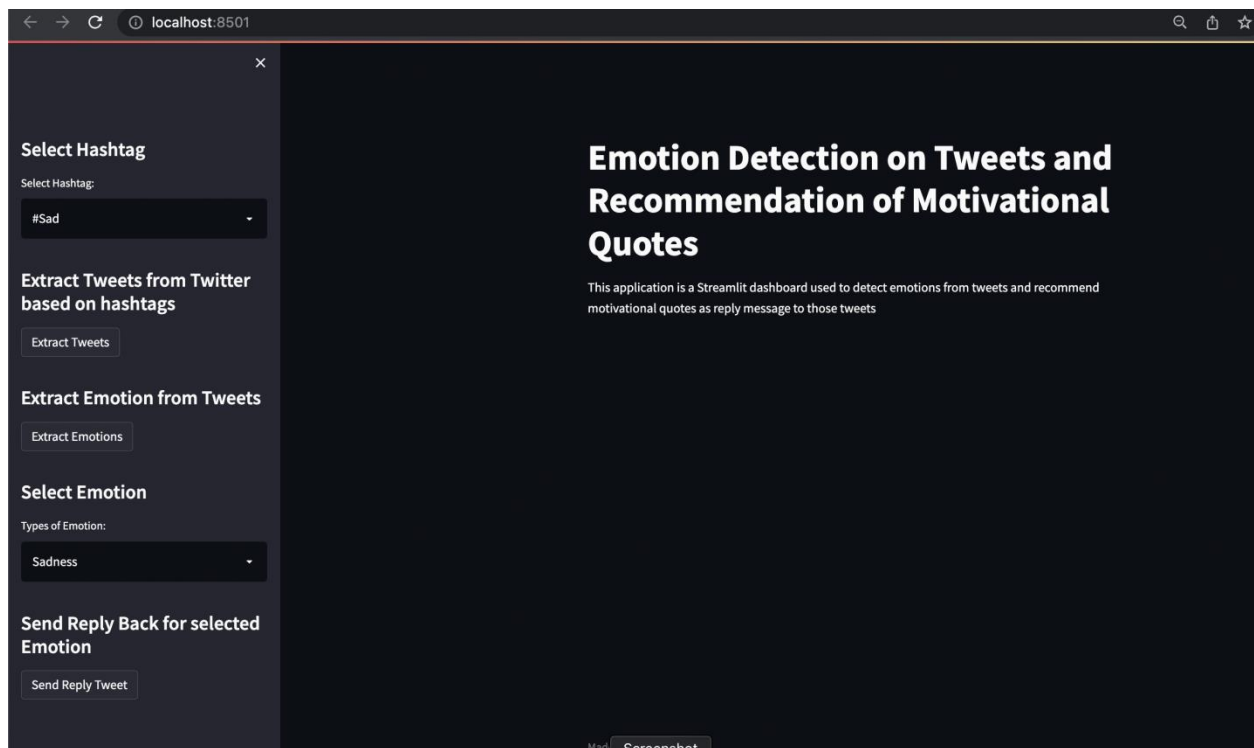 localhost:8501
Select Hashtag
Select Hashtag:
#Sad
Extract Tweets from Twitter
based on hashtags
Extract Tweets
Extract Emotion from Tweets
Extract Emotions
Select Emotion
Types of Emotion:
Sadness
Send Reply Back for selected
Emotion
Send Reply Tweet
Emotion Detection on Tweets and
Recommendation of Motivational
Quotes
This application is a Streamlit dashboard used to detect emotions from tweets and recommend
motivational quotes as reply message to those tweets
Screenshot